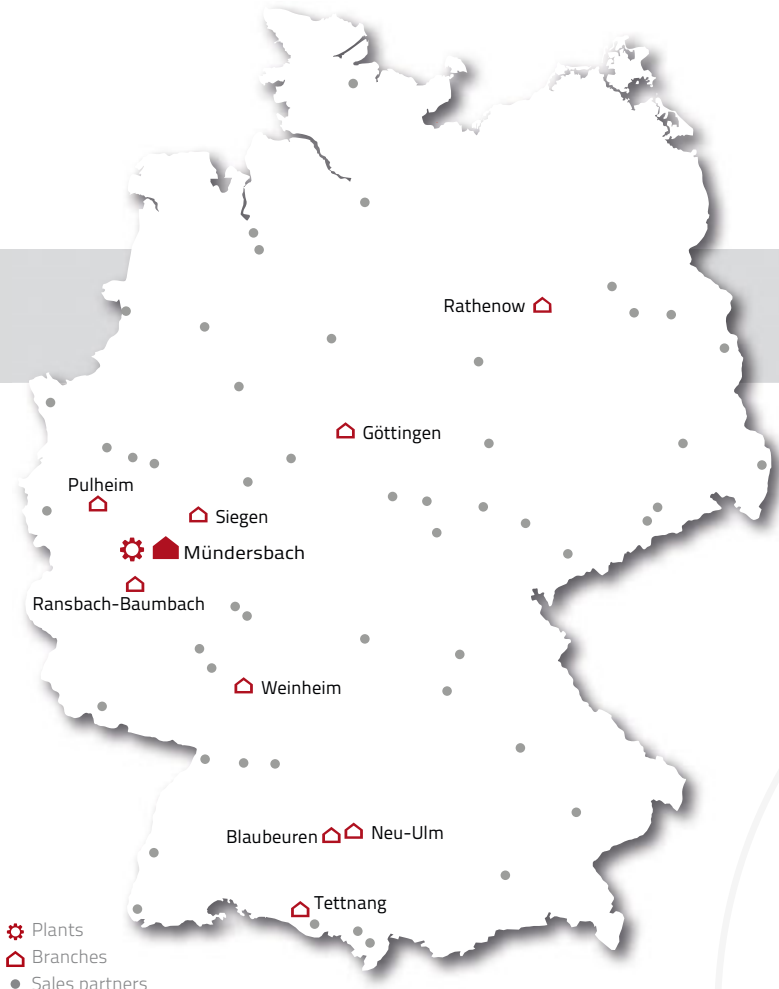 Rathenow
Göttingen
Pulheim
Siegen
Mündersbach
Ransbach-Baumbach
Weinheim
Blaubeuren
Neu-Ulm
Tettnang
Plants
Branches
Sales partners